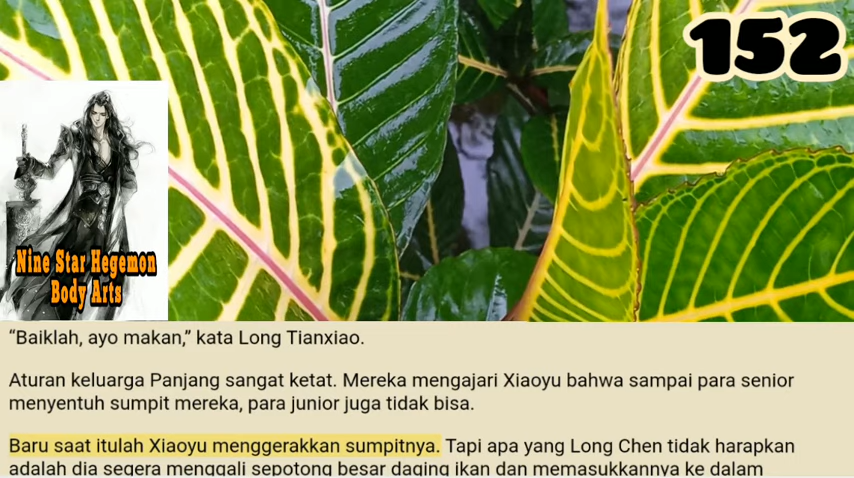 152
Nine Star Hegemon
Body Arts
“Baiklah, ayo makan,” kata Long Tianxiao.
Aturan keluarga Panjang sangat ketat. Mereka mengajari Xiaoyu bahwa sampai para senior
menyentuh sumpit mereka, para junior juga tidak bisa.
Baru saat itulah Xiaoyu menggerakkan sumpitnya. Tapi apa yang Long Chen tidak harapkan
adalah dia segera menggali sepotong besar daging ikan dan memasukkannya ke dalam